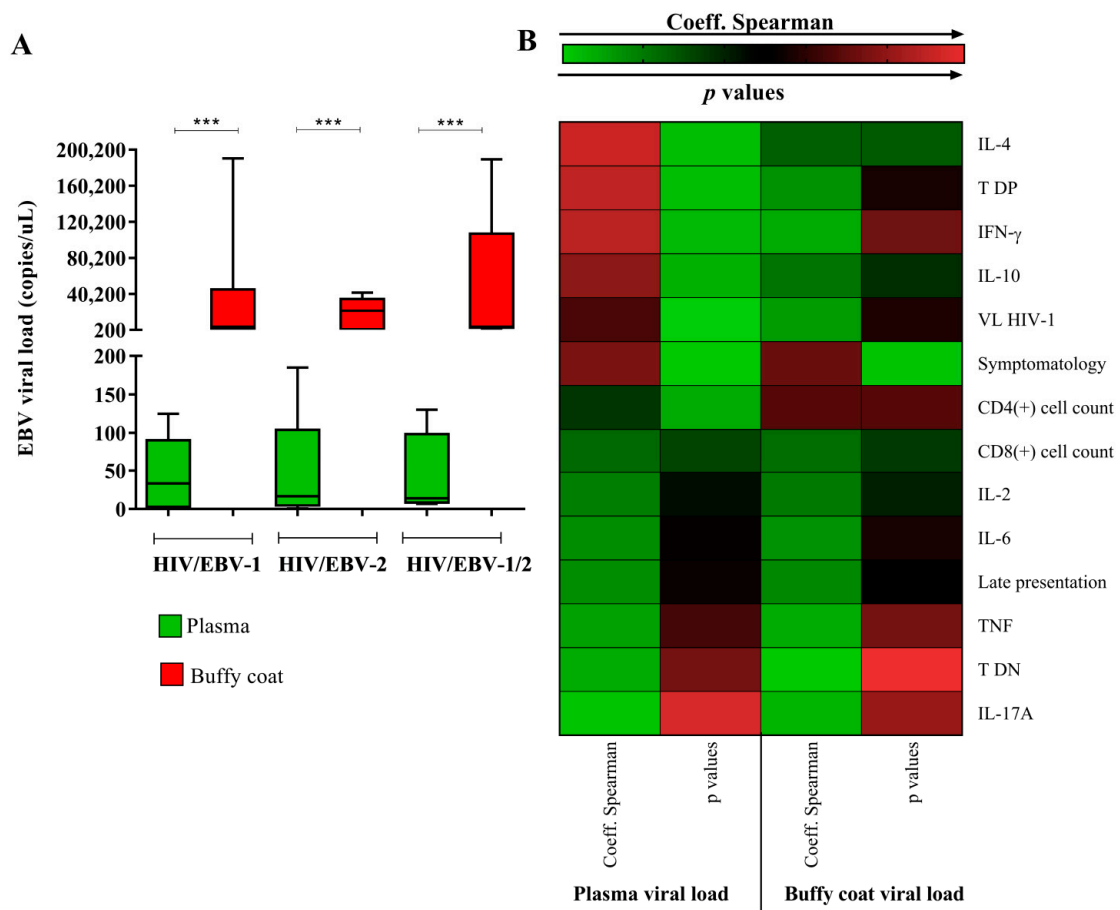 A
EBV viral load (copies/uL)
***
***
***
200,200
160,200
120,200
80,200
40,200
200
200
150
100
50
0
HIV/EBV-1
HIV/EBV-2
HIV/EBV-1/2
Plasma
Buffy coat
B
Coeff. Spearman
p values
IL-4
T DP
IFN-γ
IL-10
VL HIV-1
Symptomatology
CD4(+) cell count
CD8(+) cell count
IL-2
IL-6
Late presentation
TNF
T DN
IL-17A
Coeff. Spearman
p values
Coeff. Spearman
p values
Plasma viral load
Buffy coat viral load